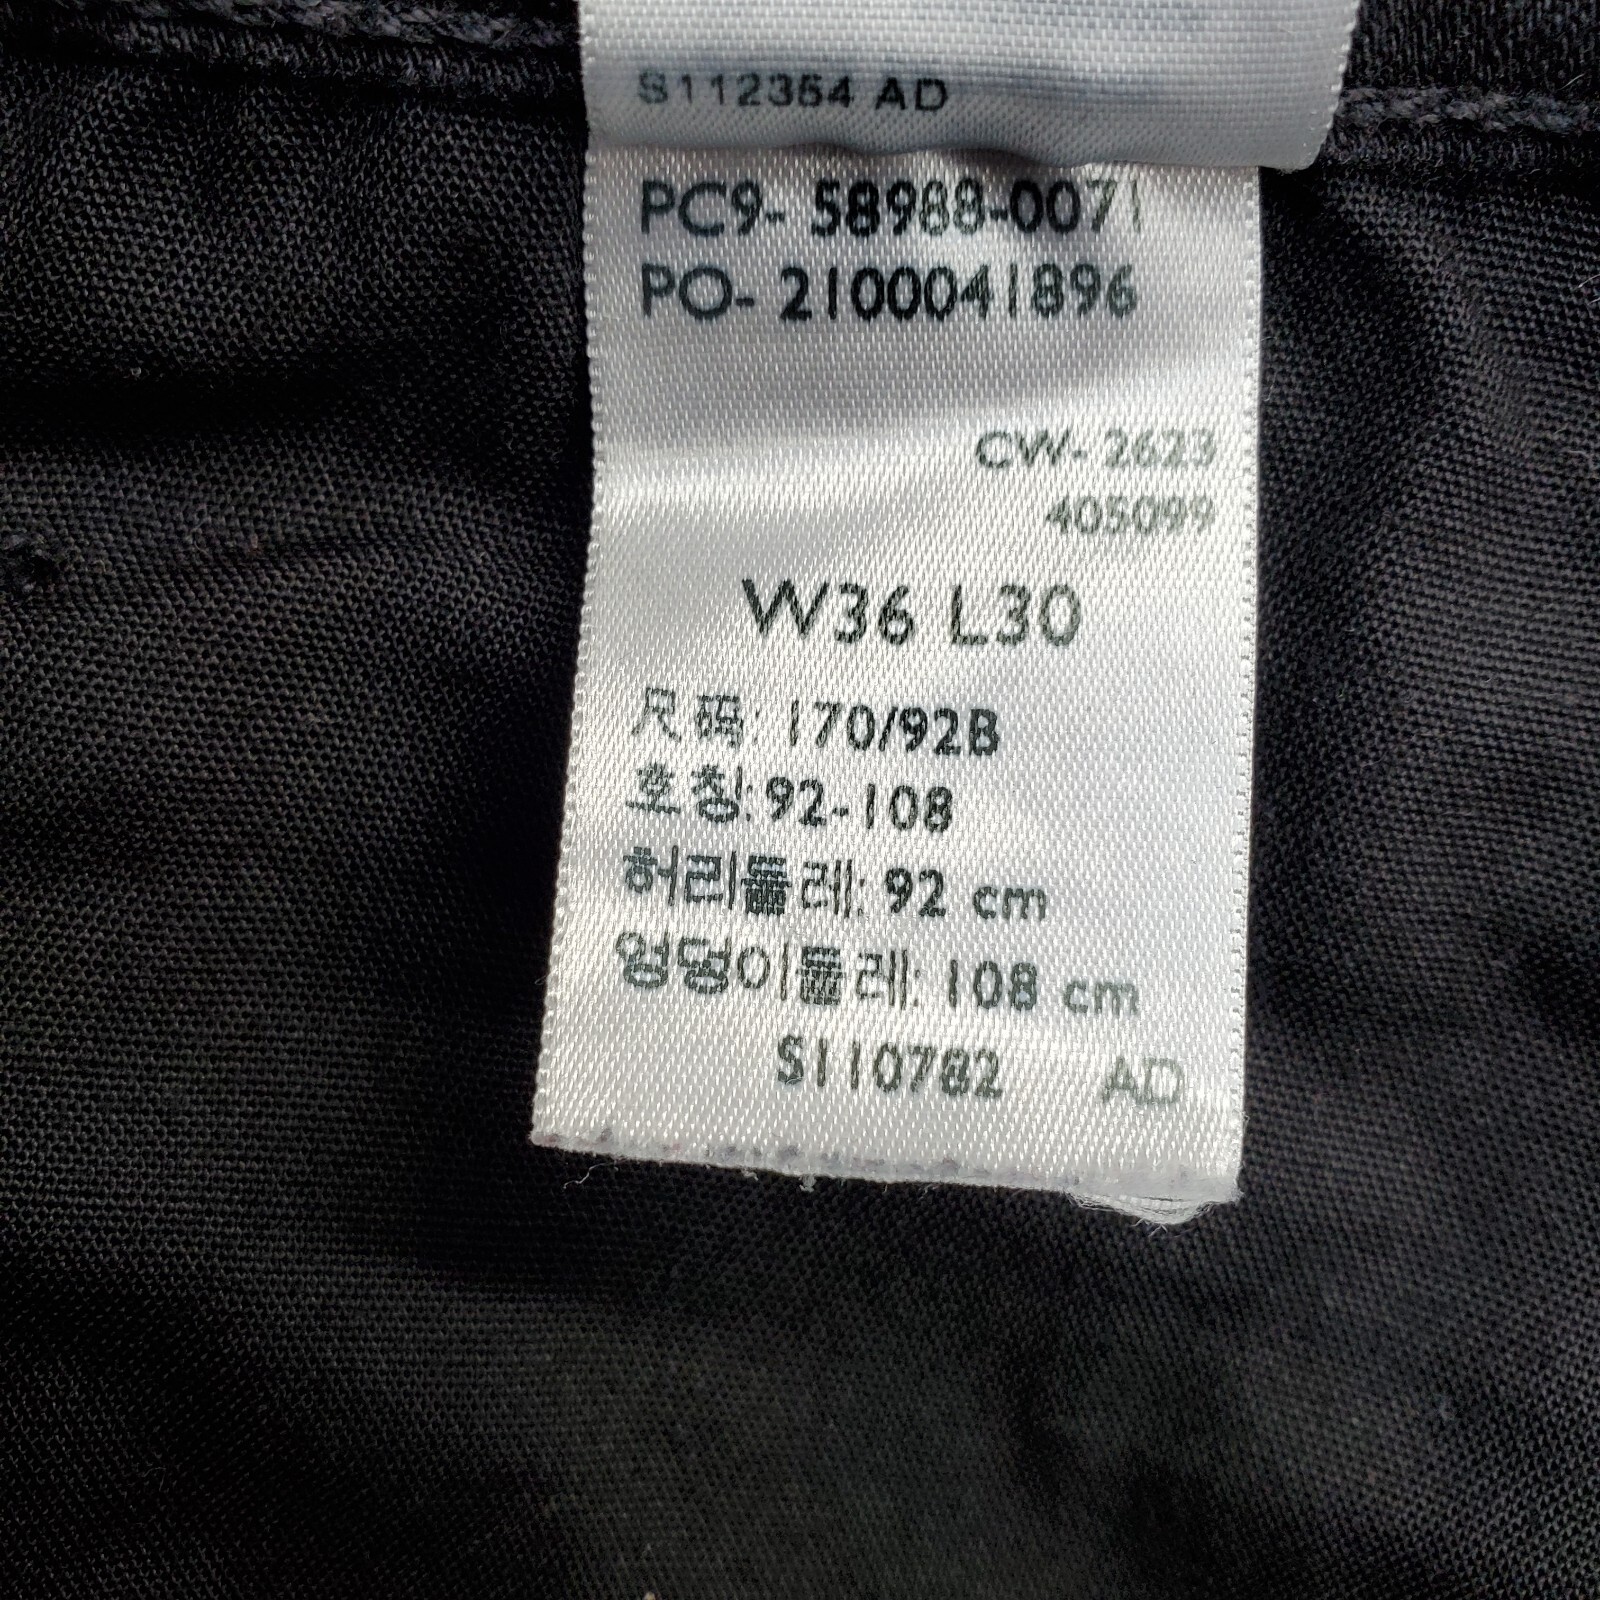 S112354 AD
PC9- 58988-0071
PO- 2100041896
CW- 2623
405099
W36 L30
尺码: 170/92B
호칭:92-108
허리둘레: 92 cm
엉덩이둘레: 108 cm
S110782 AD